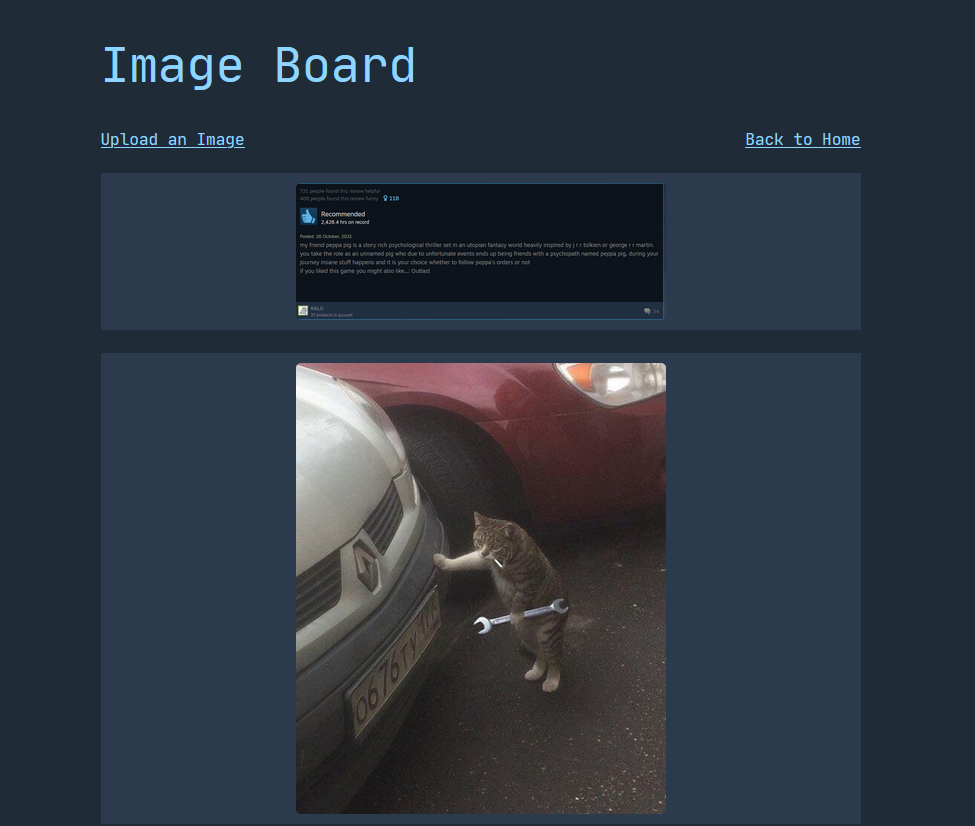 Image Board
Upload an Image
Back to Home
731 people found this review helpful
408 people found this review funny 118
Recommended
2,428.4 hrs on record
Posted: 26 October, 2021
my friend peppa pig is a story rich psychological thriller set in an utopian fantasy world heavily inspired by j r r tolkien or george r r martin.
you take the role as an unnamed pig who due to unfortunate events ends up being friends with a psychopath named peppa pig, during your
journey insane stuff happens and it is your choice whether to follow peppa's orders or not
if you liked this game you might also like...: Outlast
37 products in account
34